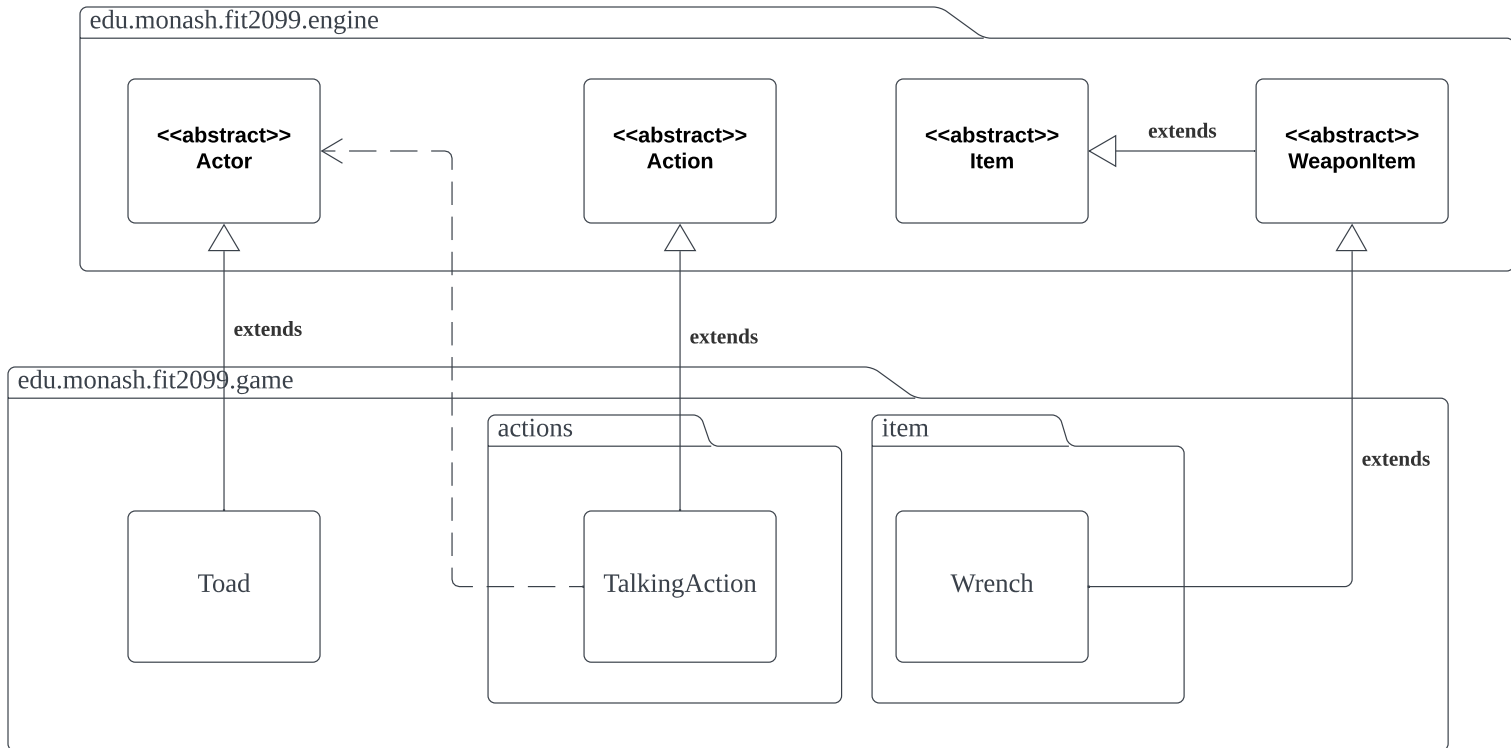 edu.monash.fit2099.engine
<<abstract>>
Actor
<<abstract>>
Action
<<abstract>>
Item
extends
<<abstract>>
WeaponItem
extends
extends
edu.monash.fit2099.game
actions
item
extends
Toad
TalkingAction
Wrench